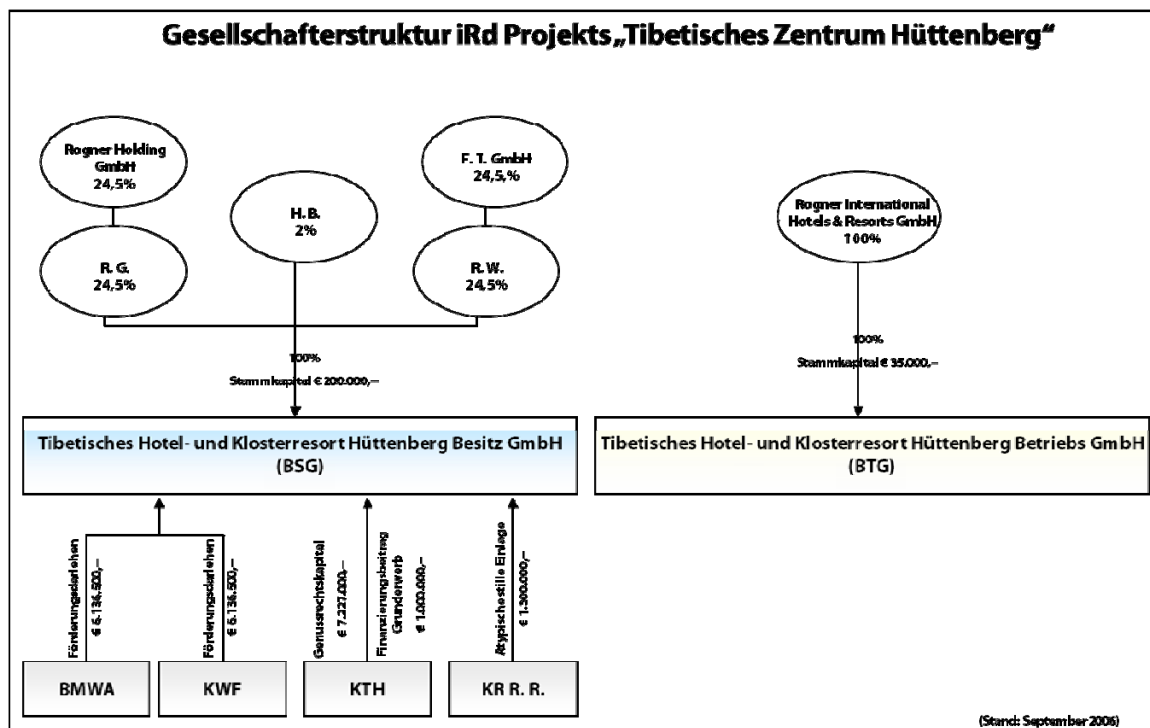 Gesellschafterstruktur iRd Projekts „Tibetisches Zentrum Hüttenberg“
Rogner Holding
GmbH
24,5%
F. T. GmbH
24,5,%
H. B.
2%
Rogner International
Hotels & Resorts GmbH
100%
R. G.
24,5%
R. W.
24,5%
100%
Stammkapital € 200.000,–
100%
Stammkapital € 35.000,–
Tibetisches Hotel- und Klosterresort Hüttenberg Besitz GmbH
(BSG)
Tibetisches Hotel- und Klosterresort Hüttenberg Betriebs GmbH
(BTG)
Förderungsdarlehen
€ 6.136.500,–
Förderungsdarlehen
€ 6.136.500,–
Genussrechtskapital
€ 7.227.000,–
Finanzierungsbeitrag
Grunderwerb
€ 1.000.000,–
Atypische stille Einlage
€ 1.300.000,–
BMWA
KWF
KTH
KR R. R.
(Stand: September 2006)